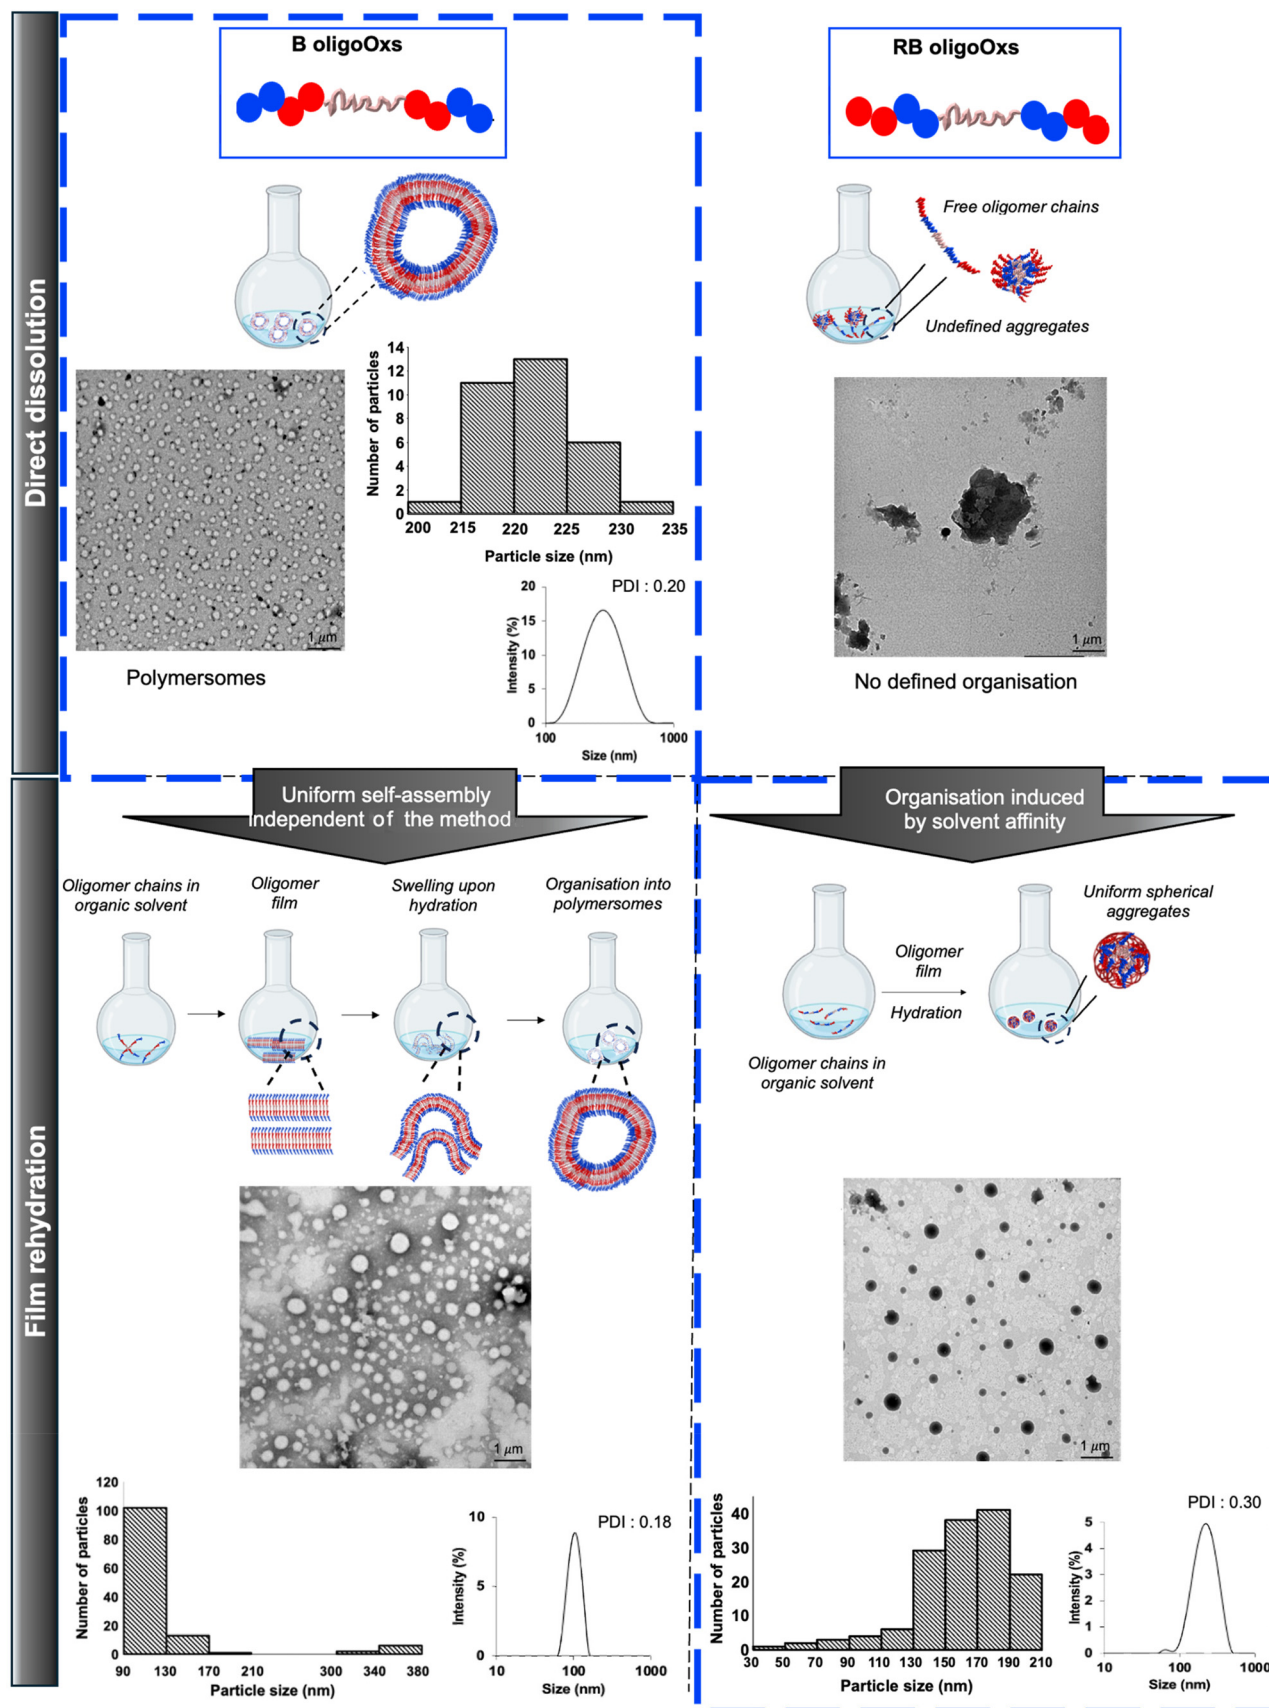 B oligoOxs
RB oligoOxs
Direct dissolution
Free oligomer chains
Undefined aggregates
Number of particles
14
12
10
8
6
4
2
0
200 215 220 225 230 235
Particle size (nm)
1 μm
Polymersomes
PDI : 0.20
Intensity (%)
20
15
10
5
0
100 1000
Size (nm)
1 μm
No defined organisation
Uniform self-assembly
independent of the method
Organisation induced
by solvent affinity
Film rehydration
Oligomer chains in
organic solvent
Oligomer
film
Swelling upon
hydration
Organisation into
polymersomes
Uniform spherical
aggregates
Oligomer
film
Hydration
Oligomer chains in
organic solvent
1 μm
1 μm
Number of particles
120
100
80
60
40
20
0
90 130 170 210 300 340 380
Particle size (nm)
PDI : 0.18
Intensity (%)
10
5
0
10 100 1000
Size (nm)
Number of particles
40
30
20
10
0
30 50 70 90 110 130 150 170 190 210
Particle size (nm)
PDI : 0.30
Intensity (%)
5
4
3
2
1
0
10 100 1000
Size (nm)